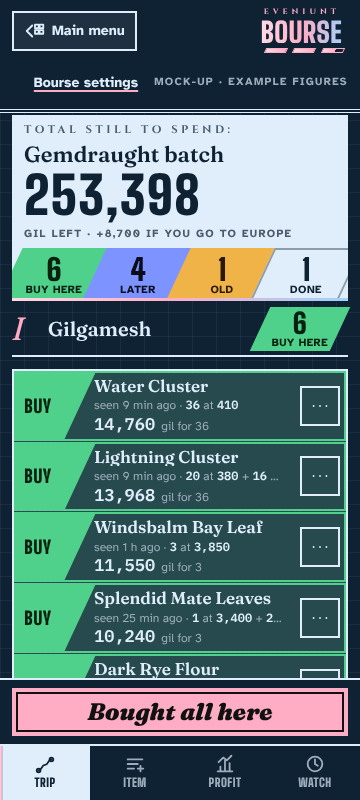 Main menu
EVENIUNT
BOURSE
Bourse settings
MOCK-UP · EXAMPLE FIGURES
TOTAL STILL TO SPEND:
Gemdraught batch
253,398
GIL LEFT · +8,700 IF YOU GO TO EUROPE
6
BUY HERE
4
LATER
1
OLD
1
DONE
I Gilgamesh
6
BUY HERE
BUY
Water Cluster
seen 9 min ago · 36 at 410
14,760 gil for 36
...
BUY
Lightning Cluster
seen 9 min ago · 20 at 380 + 16 ...
13,968 gil for 36
...
BUY
Windsbalm Bay Leaf
seen 1 h ago · 3 at 3,850
11,550 gil for 3
...
BUY
Splendid Mate Leaves
seen 25 min ago · 1 at 3,400 + 2...
10,240 gil for 3
...
Dark Rye Flour
Bought all here
TRIP
ITEM
PROFIT
WATCH